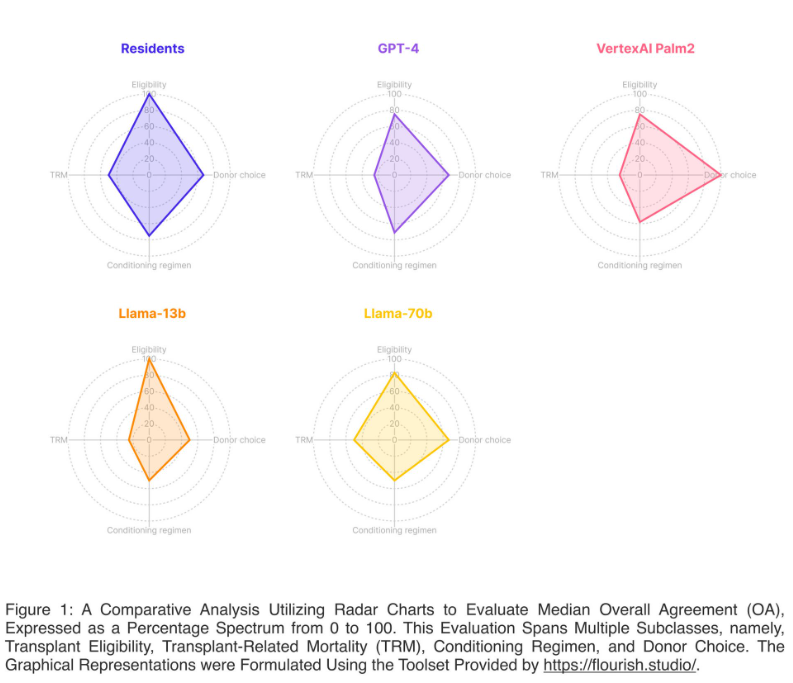 Residents
GPT-4
VertexAI Palm2
Eligibility
100
80
60
40
20
0
TRM
Donor choice
Conditioning regimen
Eligibility
100
80
60
40
20
0
TRM
Donor choice
Conditioning regimen
Eligibility
100
80
60
40
20
0
TRM
Donor choice
Conditioning regimen
Llama-13b
Llama-70b
Eligibility
100
80
60
40
20
0
TRM
Donor choice
Conditioning regimen
Eligibility
100
80
60
40
20
0
TRM
Donor choice
Conditioning regimen
Figure 1: A Comparative Analysis Utilizing Radar Charts to Evaluate Median Overall Agreement (OA),
Expressed as a Percentage Spectrum from 0 to 100. This Evaluation Spans Multiple Subclasses, namely,
Transplant Eligibility, Transplant-Related Mortality (TRM), Conditioning Regimen, and Donor Choice. The
Graphical Representations were Formulated Using the Toolset Provided by https://flourish.studio/.